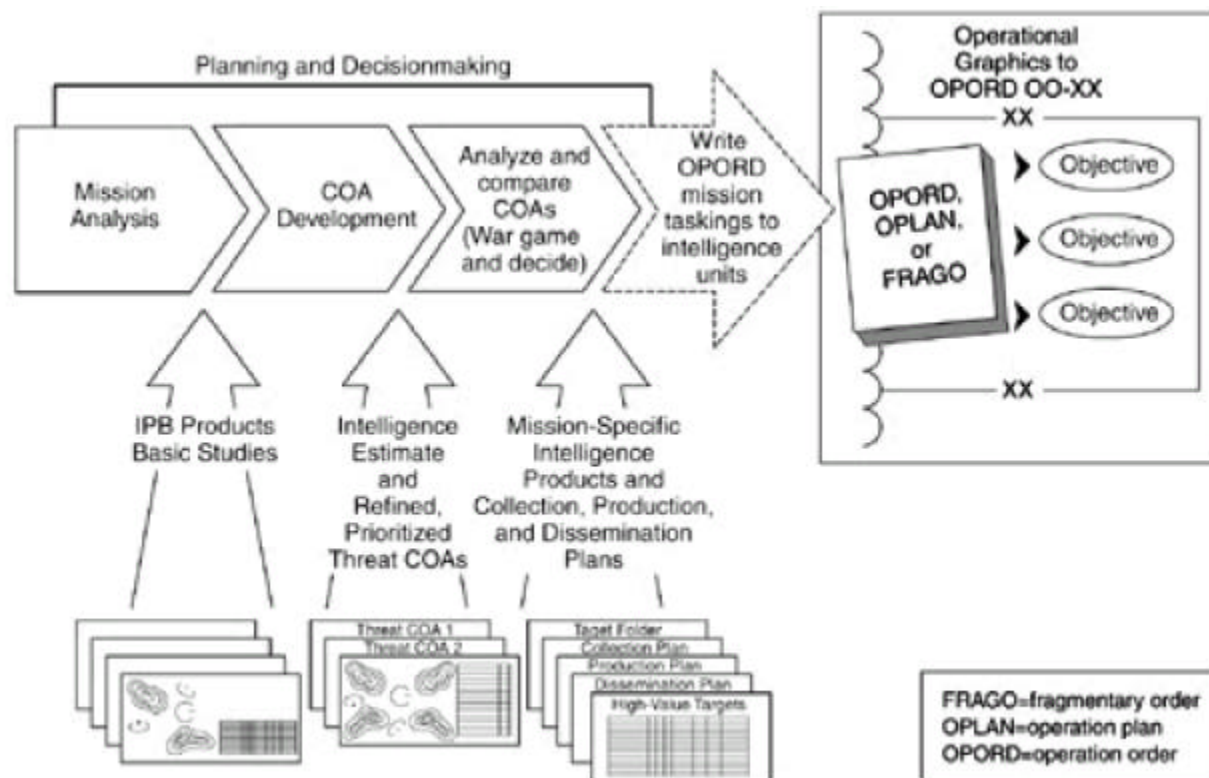 Planning and Decisionmaking
Mission
Analysis
COA
Development
Analyze and
compare
COAs
(War game
and decide)
Write
OPORD
mission
taskings to
intelligence
units
Operational
Graphics to
OPORD OO-XX
XX
OPORD,
OPLAN,
or
FRAGO
Objective
Objective
Objective
XX
IPB Products
Basic Studies
Intelligence
Estimate
and
Refined,
Prioritized
Threat COAs
Mission-Specific
Intelligence
Products and
Collection, Production,
and Dissemination
Plans
Threat COA 1
Threat COA 2
Taget Folder
Collection Plan
Production Plan
Dissemination Plan
High-Value Targets
FRAGO=fragmentary order
OPLAN=operation plan
OPORD=operation order